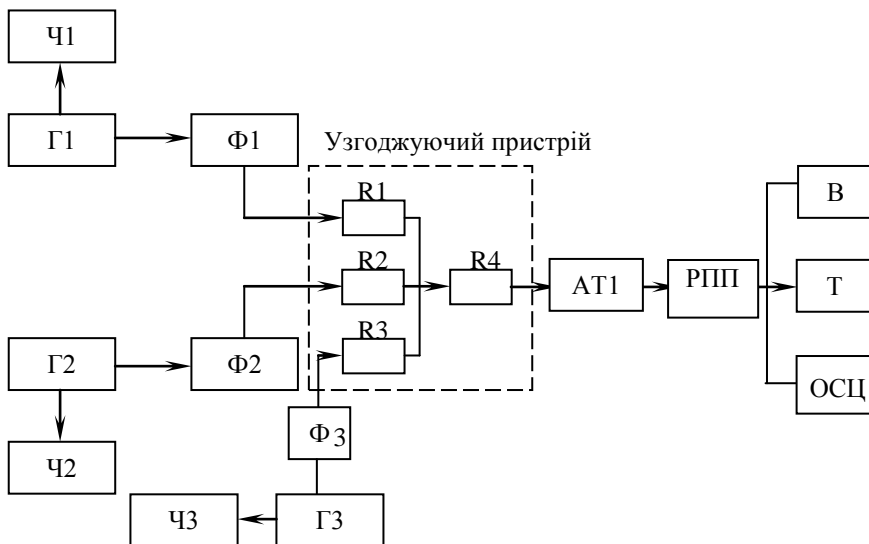 Ч1
Г1
Ф1
Узгоджуючий пристрій
R1
R2
R3
R4
АТ1
РПП
В
Т
ОСЦ
Г2
Ф2
Ч2
Ф3
Ч3
Г3